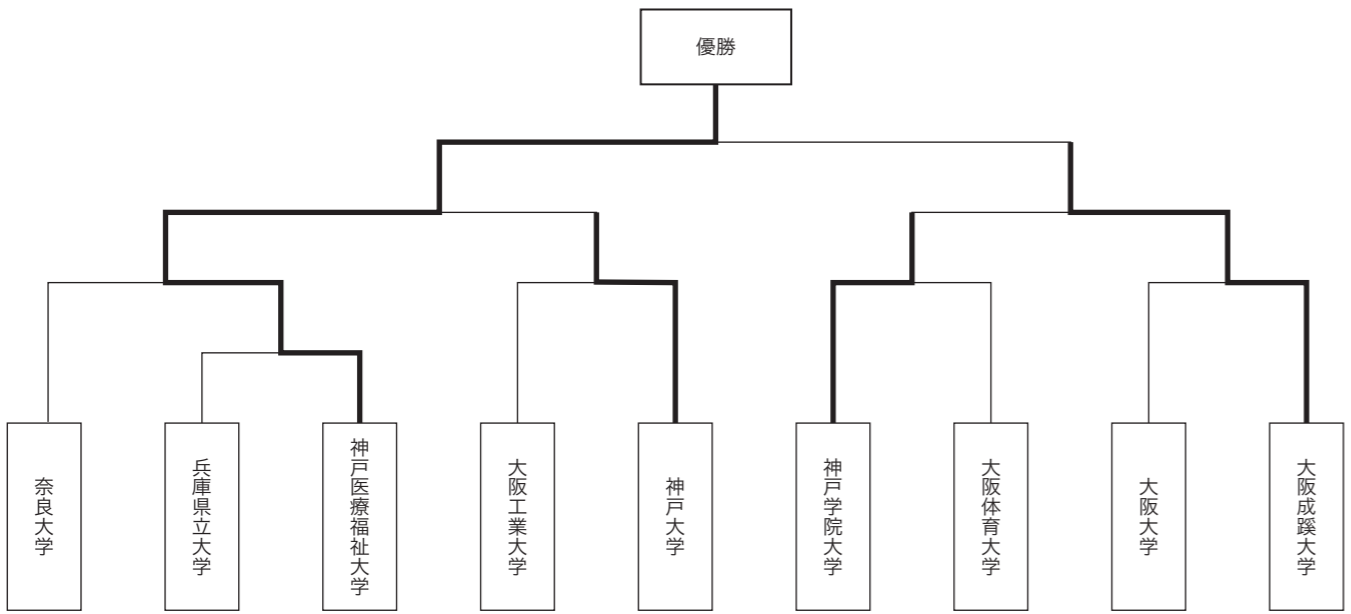 優勝
奈良大学
兵庫県立大学
神戸医療福祉大学
大阪工業大学
神戸大学
神戸学院大学
大阪体育大学
大阪大学
大阪成蹊大学